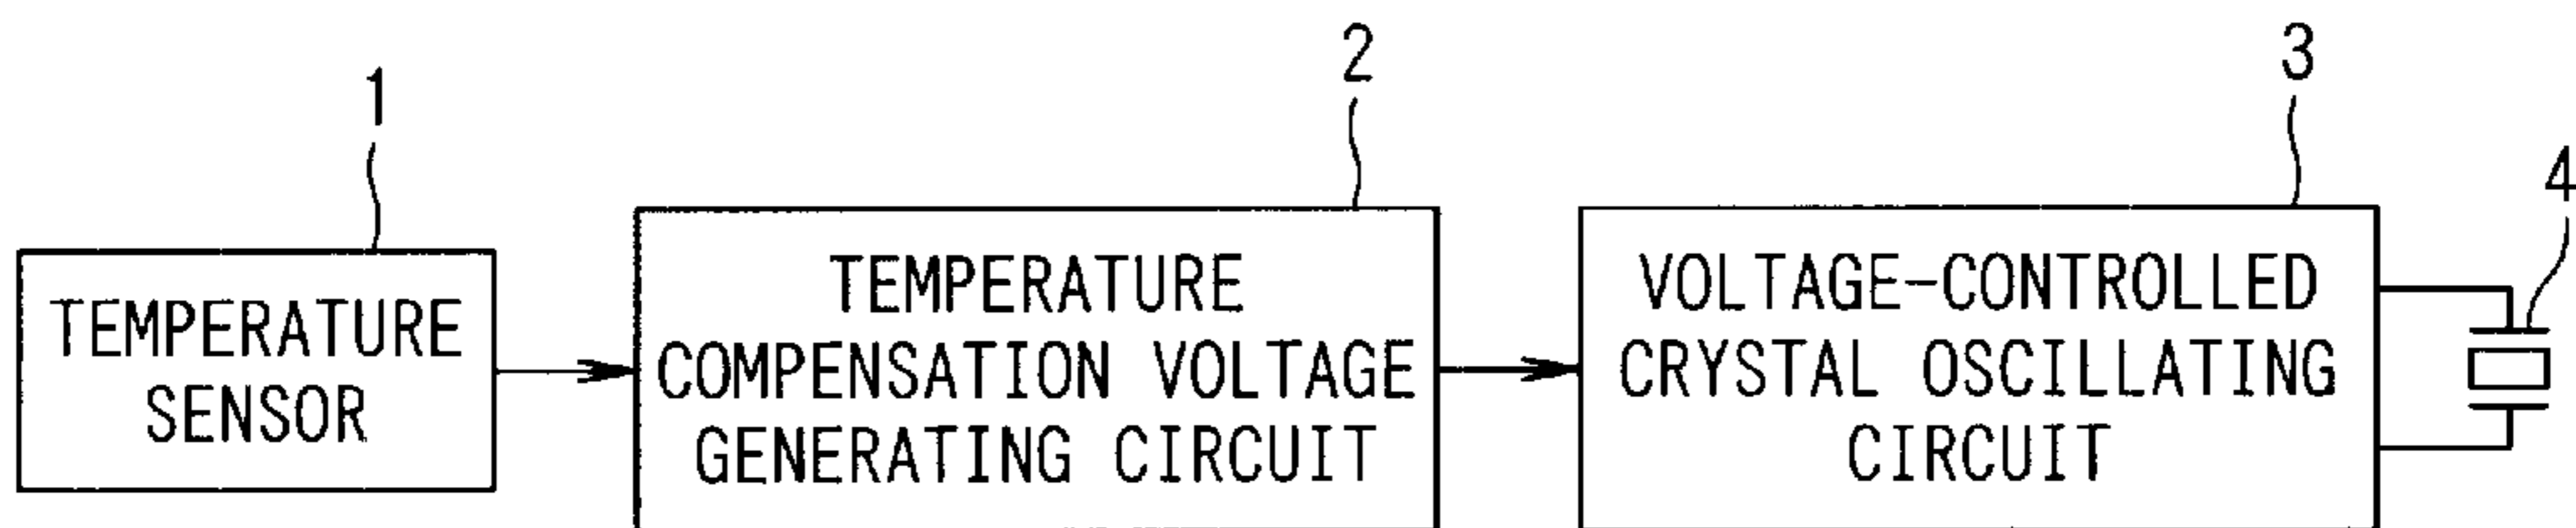 1
2
3
4
TEMPERATURE
SENSOR
TEMPERATURE
COMPENSATION VOLTAGE
GENERATING CIRCUIT
VOLTAGE-CONTROLLED
CRYSTAL OSCILLATING
CIRCUIT